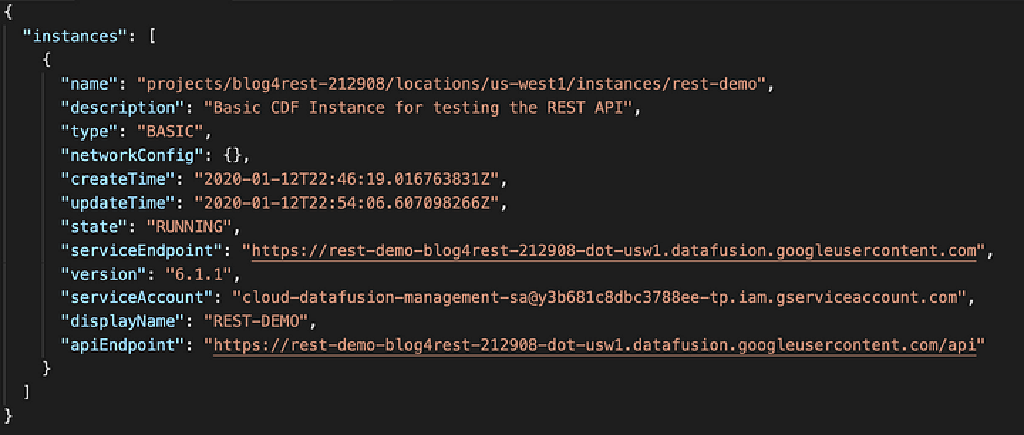 {
"instances": [
{
"name": "projects/blog4rest-212908/locations/us-west1/instances/rest-demo",
"description": "Basic CDF Instance for testing the REST API",
"type": "BASIC",
"networkConfig": {},
"createTime": "2020-01-12T22:46:19.016763831Z",
"updateTime": "2020-01-12T22:54:06.607098266Z",
"state": "RUNNING",
"serviceEndpoint": "https://rest-demo-blog4rest-212908-dot-usw1.datafusion.googleusercontent.com",
"version": "6.1.1",
"serviceAccount": "cloud-datafusion-management-sa@y3b681c8dbc3788ee-tp.iam.gserviceaccount.com",
"displayName": "REST-DEMO",
"apiEndpoint": "https://rest-demo-blog4rest-212908-dot-usw1.datafusion.googleusercontent.com/api"
}
]
}